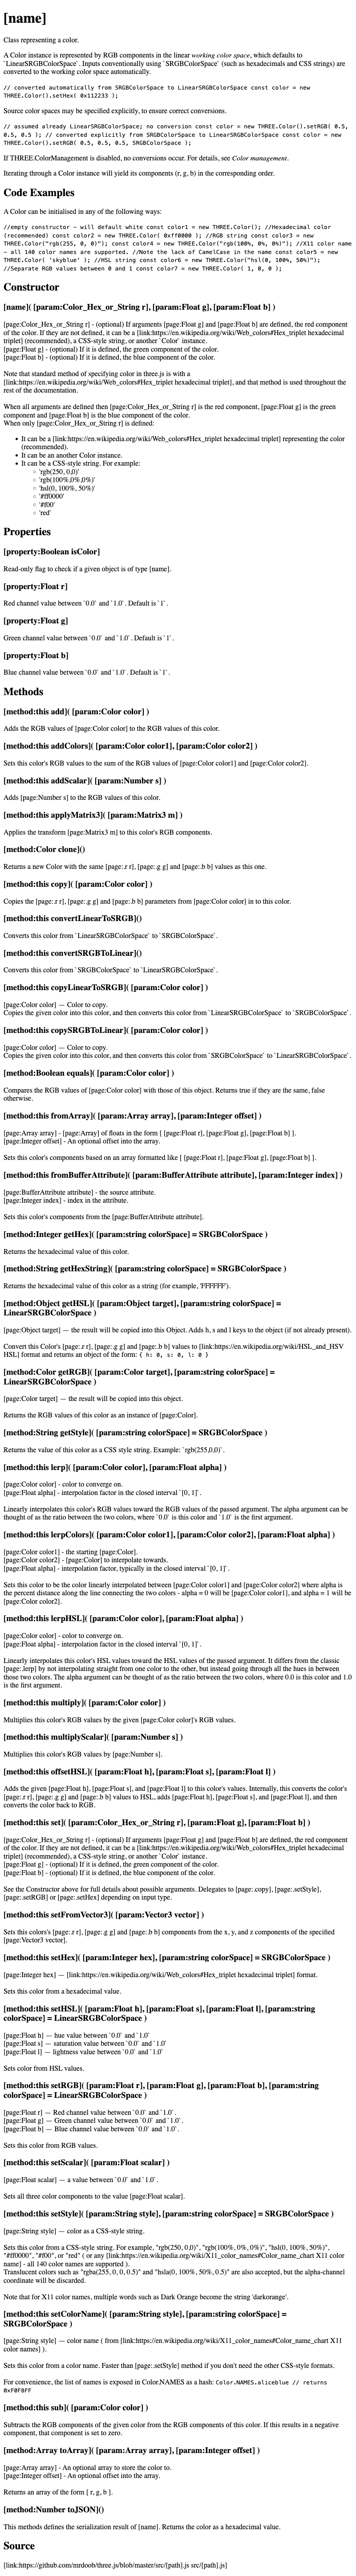 [name]
Class representing a color.
A Color instance is represented by RGB components in the linear working color space, which defaults to
`LinearSRGBColorSpace`. Inputs conventionally using `SRGBColorSpace` (such as hexadecimals and CSS strings) are
converted to the working color space automatically.
// converted automatically from SRGBColorSpace to LinearSRGBColorSpace const color = new
THREE.Color().setHex( 0x112233 );
Source color spaces may be specified explicitly, to ensure correct conversions.
// assumed already LinearSRGBColorSpace; no conversion const color = new THREE.Color().setRGB( 0.5,
0.5, 0.5 ); // converted explicitly from SRGBColorSpace to LinearSRGBColorSpace const color = new
THREE.Color().setRGB( 0.5, 0.5, 0.5, SRGBColorSpace );
If THREE.ColorManagement is disabled, no conversions occur. For details, see Color management.
Iterating through a Color instance will yield its components (r, g, b) in the corresponding order.
Code Examples
A Color can be initialised in any of the following ways:
//empty constructor - will default white const color1 = new THREE.Color(); //Hexadecimal color
(recommended) const color2 = new THREE.Color( 0xff0000 ); //RGB string const color3 = new
THREE.Color("rgb(255, 0, 0)"); const color4 = new THREE.Color("rgb(100%, 0%, 0%)"); //X11 color name
- all 140 color names are supported. //Note the lack of CamelCase in the name const color5 = new
THREE.Color( 'skyblue' ); //HSL string const color6 = new THREE.Color("hsl(0, 100%, 50%)");
//Separate RGB values between 0 and 1 const color7 = new THREE.Color( 1, 0, 0 );
Constructor
[name]( [param:Color_Hex_or_String r], [param:Float g], [param:Float b] )
[page:Color_Hex_or_String r] - (optional) If arguments [page:Float g] and [page:Float b] are defined, the red component
of the color. If they are not defined, it can be a [link:https://en.wikipedia.org/wiki/Web_colors#Hex_triplet hexadecimal
triplet] (recommended), a CSS-style string, or another `Color` instance.
[page:Float g] - (optional) If it is defined, the green component of the color.
[page:Float b] - (optional) If it is defined, the blue component of the color.
Note that standard method of specifying color in three.js is with a
[link:https://en.wikipedia.org/wiki/Web_colors#Hex_triplet hexadecimal triplet], and that method is used throughout the
rest of the documentation.
When all arguments are defined then [page:Color_Hex_or_String r] is the red component, [page:Float g] is the green
component and [page:Float b] is the blue component of the color.
When only [page:Color_Hex_or_String r] is defined:
• It can be a [link:https://en.wikipedia.org/wiki/Web_colors#Hex_triplet hexadecimal triplet] representing the color
(recommended).
• It can be an another Color instance.
• It can be a CSS-style string. For example:
◦ 'rgb(250, 0,0)'
◦ 'rgb(100%,0%,0%)'
◦ 'hsl(0, 100%, 50%)'
◦ '#ff0000'
◦ '#f00'
◦ 'red'
Properties
[property:Boolean isColor]
Read-only flag to check if a given object is of type [name].
[property:Float r]
Red channel value between `0.0` and `1.0`. Default is `1`.
[property:Float g]
Green channel value between `0.0` and `1.0`. Default is `1`.
[property:Float b]
Blue channel value between `0.0` and `1.0`. Default is `1`.
Methods
[method:this add]( [param:Color color] )
Adds the RGB values of [page:Color color] to the RGB values of this color.
[method:this addColors]( [param:Color color1], [param:Color color2] )
Sets this color's RGB values to the sum of the RGB values of [page:Color color1] and [page:Color color2].
[method:this addScalar]( [param:Number s] )
Adds [page:Number s] to the RGB values of this color.
[method:this applyMatrix3]( [param:Matrix3 m] )
Applies the transform [page:Matrix3 m] to this color's RGB components.
[method:Color clone]()
Returns a new Color with the same [page:.r r], [page:.g g] and [page:.b b] values as this one.
[method:this copy]( [param:Color color] )
Copies the [page:.r r], [page:.g g] and [page:.b b] parameters from [page:Color color] in to this color.
[method:this convertLinearToSRGB]()
Converts this color from `LinearSRGBColorSpace` to `SRGBColorSpace`.
[method:this convertSRGBToLinear]()
Converts this color from `SRGBColorSpace` to `LinearSRGBColorSpace`.
[method:this copyLinearToSRGB]( [param:Color color] )
[page:Color color] — Color to copy.
Copies the given color into this color, and then converts this color from `LinearSRGBColorSpace` to `SRGBColorSpace`.
[method:this copySRGBToLinear]( [param:Color color] )
[page:Color color] — Color to copy.
Copies the given color into this color, and then converts this color from `SRGBColorSpace` to `LinearSRGBColorSpace`.
[method:Boolean equals]( [param:Color color] )
Compares the RGB values of [page:Color color] with those of this object. Returns true if they are the same, false
otherwise.
[method:this fromArray]( [param:Array array], [param:Integer offset] )
[page:Array array] - [page:Array] of floats in the form [ [page:Float r], [page:Float g], [page:Float b] ].
[page:Integer offset] - An optional offset into the array.
Sets this color's components based on an array formatted like [ [page:Float r], [page:Float g], [page:Float b] ].
[method:this fromBufferAttribute]( [param:BufferAttribute attribute], [param:Integer index] )
[page:BufferAttribute attribute] - the source attribute.
[page:Integer index] - index in the attribute.
Sets this color's components from the [page:BufferAttribute attribute].
[method:Integer getHex]( [param:string colorSpace] = SRGBColorSpace )
Returns the hexadecimal value of this color.
[method:String getHexString]( [param:string colorSpace] = SRGBColorSpace )
Returns the hexadecimal value of this color as a string (for example, 'FFFFFF').
[method:Object getHSL]( [param:Object target], [param:string colorSpace] =
LinearSRGBColorSpace )
[page:Object target] — the result will be copied into this Object. Adds h, s and l keys to the object (if not already present).
Convert this Color's [page:.r r], [page:.g g] and [page:.b b] values to [link:https://en.wikipedia.org/wiki/HSL_and_HSV
HSL] format and returns an object of the form: { h: 0, s: 0, l: 0 }
[method:Color getRGB]( [param:Color target], [param:string colorSpace] =
LinearSRGBColorSpace )
[page:Color target] — the result will be copied into this object.
Returns the RGB values of this color as an instance of [page:Color].
[method:String getStyle]( [param:string colorSpace] = SRGBColorSpace )
Returns the value of this color as a CSS style string. Example: `rgb(255,0,0)`.
[method:this lerp]( [param:Color color], [param:Float alpha] )
[page:Color color] - color to converge on.
[page:Float alpha] - interpolation factor in the closed interval `[0, 1]`.
Linearly interpolates this color's RGB values toward the RGB values of the passed argument. The alpha argument can be
thought of as the ratio between the two colors, where `0.0` is this color and `1.0` is the first argument.
[method:this lerpColors]( [param:Color color1], [param:Color color2], [param:Float alpha] )
[page:Color color1] - the starting [page:Color].
[page:Color color2] - [page:Color] to interpolate towards.
[page:Float alpha] - interpolation factor, typically in the closed interval `[0, 1]`.
Sets this color to be the color linearly interpolated between [page:Color color1] and [page:Color color2] where alpha is
the percent distance along the line connecting the two colors - alpha = 0 will be [page:Color color1], and alpha = 1 will be
[page:Color color2].
[method:this lerpHSL]( [param:Color color], [param:Float alpha] )
[page:Color color] - color to converge on.
[page:Float alpha] - interpolation factor in the closed interval `[0, 1]`.
Linearly interpolates this color's HSL values toward the HSL values of the passed argument. It differs from the classic
[page:.lerp] by not interpolating straight from one color to the other, but instead going through all the hues in between
those two colors. The alpha argument can be thought of as the ratio between the two colors, where 0.0 is this color and 1.0 is
the first argument.
[method:this multiply]( [param:Color color] )
Multiplies this color's RGB values by the given [page:Color color]'s RGB values.
[method:this multiplyScalar]( [param:Number s] )
Multiplies this color's RGB values by [page:Number s].
[method:this offsetHSL]( [param:Float h], [param:Float s], [param:Float l] )
Adds the given [page:Float h], [page:Float s], and [page:Float l] to this color's values. Internally, this converts the color's
[page:.r r], [page:.g g] and [page:.b b] values to HSL, adds [page:Float h], [page:Float s], and [page:Float l], and then
converts the color back to RGB.
[method:this set]( [param:Color_Hex_or_String r], [param:Float g], [param:Float b] )
[page:Color_Hex_or_String r] - (optional) If arguments [page:Float g] and [page:Float b] are defined, the red component
of the color. If they are not defined, it can be a [link:https://en.wikipedia.org/wiki/Web_colors#Hex_triplet hexadecimal
triplet] (recommended), a CSS-style string, or another `Color` instance.
[page:Float g] - (optional) If it is defined, the green component of the color.
[page:Float b] - (optional) If it is defined, the blue component of the color.
See the Constructor above for full details about possible arguments. Delegates to [page:.copy], [page:.setStyle],
[page:.setRGB] or [page:.setHex] depending on input type.
[method:this setFromVector3]( [param:Vector3 vector] )
Sets this colors's [page:.r r], [page:.g g] and [page:.b b] components from the x, y, and z components of the specified
[page:Vector3 vector].
[method:this setHex]( [param:Integer hex], [param:string colorSpace] = SRGBColorSpace )
[page:Integer hex] — [link:https://en.wikipedia.org/wiki/Web_colors#Hex_triplet hexadecimal triplet] format.
Sets this color from a hexadecimal value.
[method:this setHSL]( [param:Float h], [param:Float s], [param:Float l], [param:string
colorSpace] = LinearSRGBColorSpace )
[page:Float h] — hue value between `0.0` and `1.0`
[page:Float s] — saturation value between `0.0` and `1.0`
[page:Float l] — lightness value between `0.0` and `1.0`
Sets color from HSL values.
[method:this setRGB]( [param:Float r], [param:Float g], [param:Float b], [param:string
colorSpace] = LinearSRGBColorSpace )
[page:Float r] — Red channel value between `0.0` and `1.0`.
[page:Float g] — Green channel value between `0.0` and `1.0`.
[page:Float b] — Blue channel value between `0.0` and `1.0`.
Sets this color from RGB values.
[method:this setScalar]( [param:Float scalar] )
[page:Float scalar] — a value between `0.0` and `1.0`.
Sets all three color components to the value [page:Float scalar].
[method:this setStyle]( [param:String style], [param:string colorSpace] = SRGBColorSpace )
[page:String style] — color as a CSS-style string.
Sets this color from a CSS-style string. For example, "rgb(250, 0,0)", "rgb(100%, 0%, 0%)", "hsl(0, 100%, 50%)",
"#ff0000", "#f00", or "red" ( or any [link:https://en.wikipedia.org/wiki/X11_color_names#Color_name_chart X11 color
name] - all 140 color names are supported ).
Translucent colors such as "rgba(255, 0, 0, 0.5)" and "hsla(0, 100%, 50%, 0.5)" are also accepted, but the alpha-channel
coordinate will be discarded.
Note that for X11 color names, multiple words such as Dark Orange become the string 'darkorange'.
[method:this setColorName]( [param:String style], [param:string colorSpace] =
SRGBColorSpace )
[page:String style] — color name ( from [link:https://en.wikipedia.org/wiki/X11_color_names#Color_name_chart X11
color names] ).
Sets this color from a color name. Faster than [page:.setStyle] method if you don't need the other CSS-style formats.
For convenience, the list of names is exposed in Color.NAMES as a hash: Color.NAMES.aliceblue // returns
0xF0F8FF
[method:this sub]( [param:Color color] )
Subtracts the RGB components of the given color from the RGB components of this color. If this results in a negative
component, that component is set to zero.
[method:Array toArray]( [param:Array array], [param:Integer offset] )
[page:Array array] - An optional array to store the color to.
[page:Integer offset] - An optional offset into the array.
Returns an array of the form [ r, g, b ].
[method:Number toJSON]()
This methods defines the serialization result of [name]. Returns the color as a hexadecimal value.
Source
[link:https://github.com/mrdoob/three.js/blob/master/src/[path].js src/[path].js]